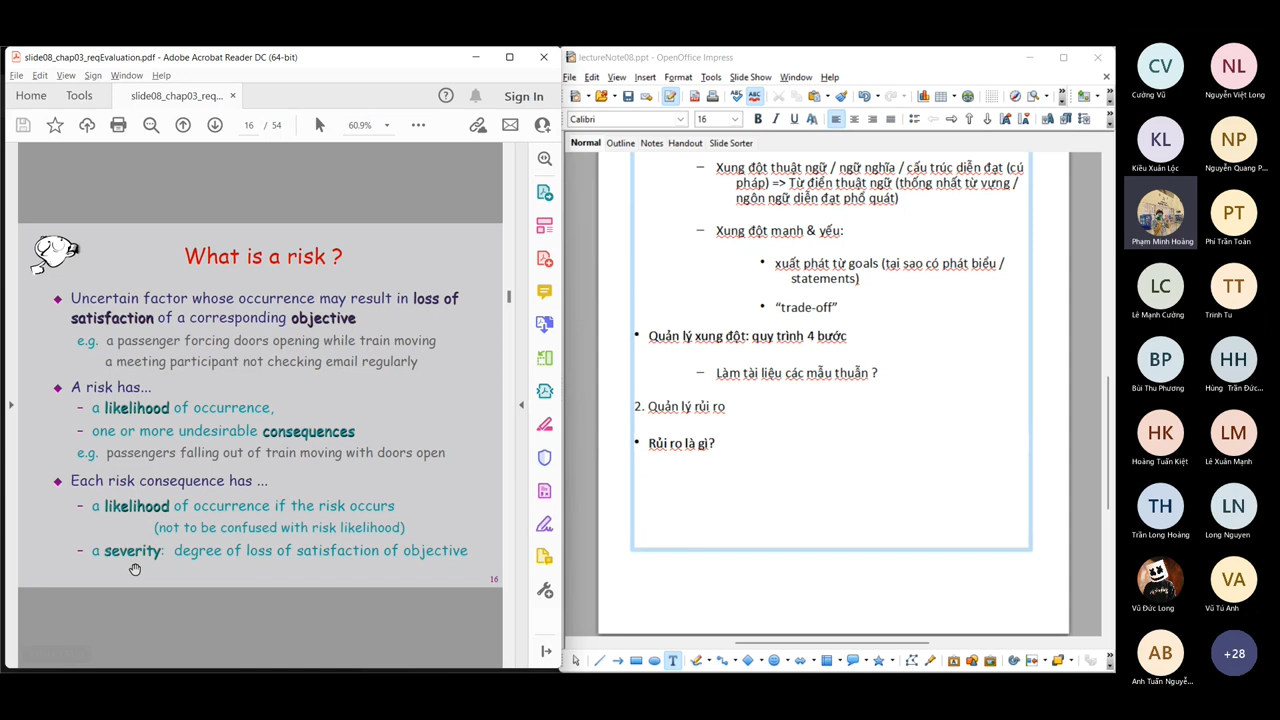 slide08_chap03_reqEvaluation.pdf - Adobe Acrobat Reader DC (64-bit)
File Edit View Sign Window Help
Home Tools slide08_chap03_req... × Sign In
16 / 54 60.9%
What is a risk ?
Uncertain factor whose occurrence may result in loss of
satisfaction of a corresponding objective
e.g. a passenger forcing doors opening while train moving
a meeting participant not checking email regularly
A risk has...
- a likelihood of occurrence,
- one or more undesirable consequences
e.g. passengers falling out of train moving with doors open
Each risk consequence has ...
- a likelihood of occurrence if the risk occurs
(not to be confused with risk likelihood)
- a severity: degree of loss of satisfaction of objective
16
lectureNote08.ppt - OpenOffice Impress
File Edit View Insert Format Tools Slide Show Window Help
Calibri 16
Normal Outline Notes Handout Slide Sorter
– Xung đột thuật ngữ / ngữ nghĩa / cấu trúc diễn đạt (cú
pháp) => Từ điển thuật ngữ (thống nhất từ vựng /
ngôn ngữ diễn đạt phổ quát)
– Xung đột mạnh & yếu:
• xuất phát từ goals (tại sao có phát biểu /
statements)
• “trade-off”
• Quản lý xung đột: quy trình 4 bước
– Làm tài liệu các mẫu thuẫn ?
2. Quản lý rủi ro
• Rủi ro là gì?
CV NL
Cường Vũ Nguyễn Việt Long
KL NP
Kiều Xuân Lộc Nguyễn Quang P...
PT
Phạm Minh Hoàng Phí Trần Toàn
LC TT
Lê Mạnh Cường Trinh Tu
BP HH
Bùi Thu Phương Hùng Trần Đức...
HK LM
Hoàng Tuấn Kiệt Lê Xuân Mạnh
TH LN
Trần Long Hoàng Long Nguyen
VA
Vũ Đức Long Vũ Tú Anh
AB +28
Anh Tuấn Nguyễ...